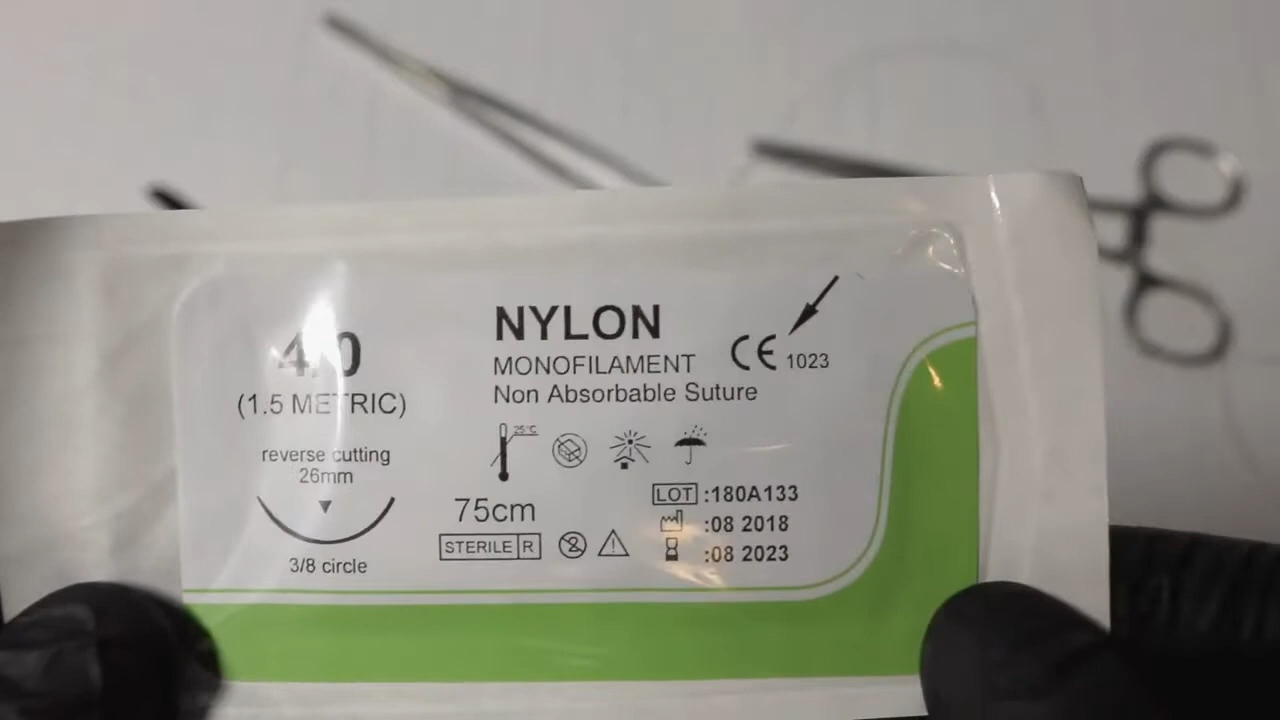 4/0
(1.5 METRIC)
reverse cutting
26mm
3/8 circle
NYLON
MONOFILAMENT
Non Absorbable Suture
CE 1023
25°C
75cm
STERILE R
2
LOT :180A133
:08 2018
:08 2023